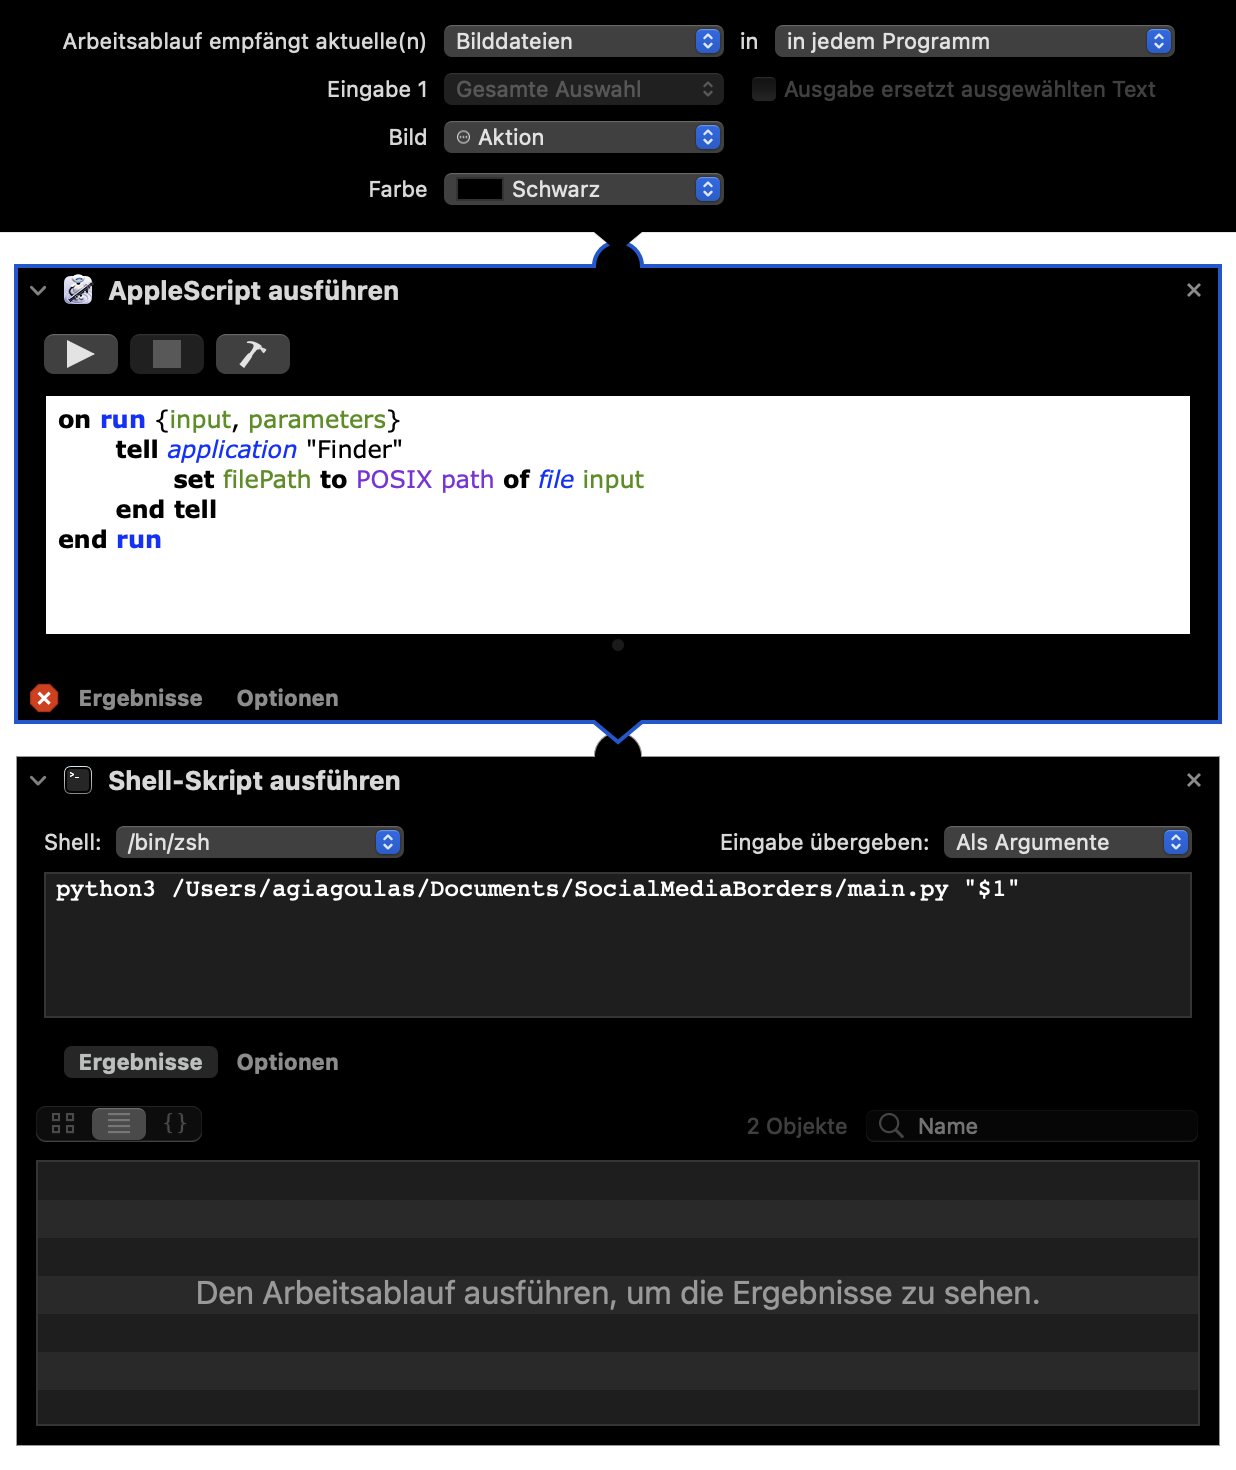 Arbeitsablauf empfängt aktuelle(n) Bilddateien in in jedem Programm
Eingabe 1 Gesamte Auswahl Ausgabe ersetzt ausgewählten Text
Bild Aktion
Farbe Schwarz
AppleScript ausführen
on run {input, parameters}
tell application "Finder"
set filePath to POSIX path of file input
end tell
end run
Ergebnisse Optionen
Shell-Skript ausführen
Shell: /bin/zsh Eingabe übergeben: Als Argumente
python3 /Users/agiagoulas/Documents/SocialMediaBorders/main.py "$1"
Ergebnisse Optionen
{} 2 Objekte Name
Den Arbeitsablauf ausführen, um die Ergebnisse zu sehen.